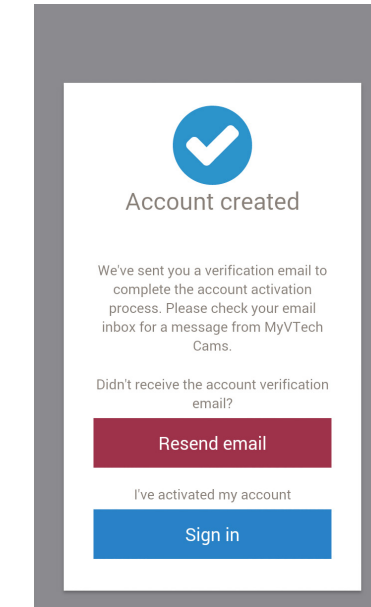 Account created
We've sent you a verification email to
complete the account activation
process. Please check your email
inbox for a message from MyVTech
Cams.
Didn't receive the account verification
email?
Resend email
I've activated my account
Sign in